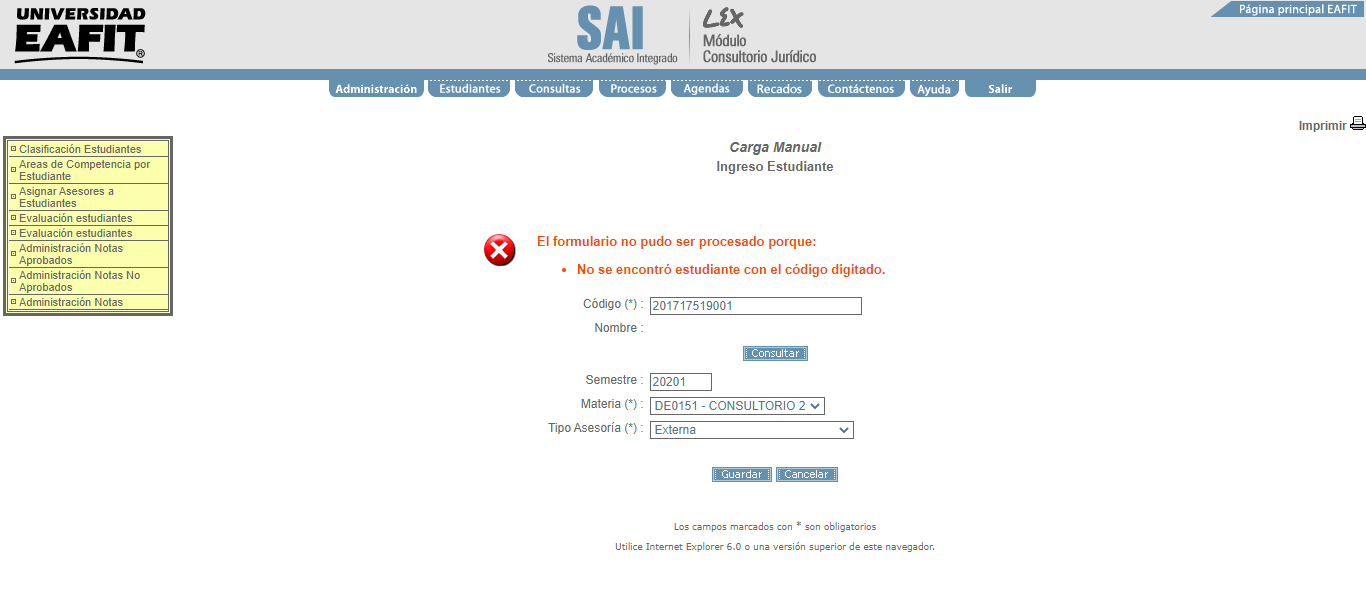 UNIVERSIDAD
EAFIT®
SAI
Sistema Académico Integrado
LEX
Módulo
Consultorio Jurídico
Página principal EAFIT
Administración Estudiantes Consultas Procesos Agendas Recados Contáctenos Ayuda Salir
Imprimir
Clasificación Estudiantes
Areas de Competencia por
Estudiante
Asignar Asesores a
Estudiantes
Evaluación estudiantes
Evaluación estudiantes
Administración Notas
Aprobados
Administración Notas No
Aprobados
Administración Notas
Carga Manual
Ingreso Estudiante
El formulario no pudo ser procesado porque:
• No se encontró estudiante con el código digitado.
Código (*) : 201717519001
Nombre :
Consultar
Semestre : 20201
Materia (*) : DE0151 - CONSULTORIO 2
Tipo Asesoría (*) : Externa
Guardar Cancelar
Los campos marcados con * son obligatorios
Utilice Internet Explorer 6.0 o una versión superior de este navegador.